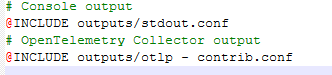 # Console output
@INCLUDE outputs/stdout.conf
# OpenTelemetry Collector output
@INCLUDE outputs/otlp - contrib.conf